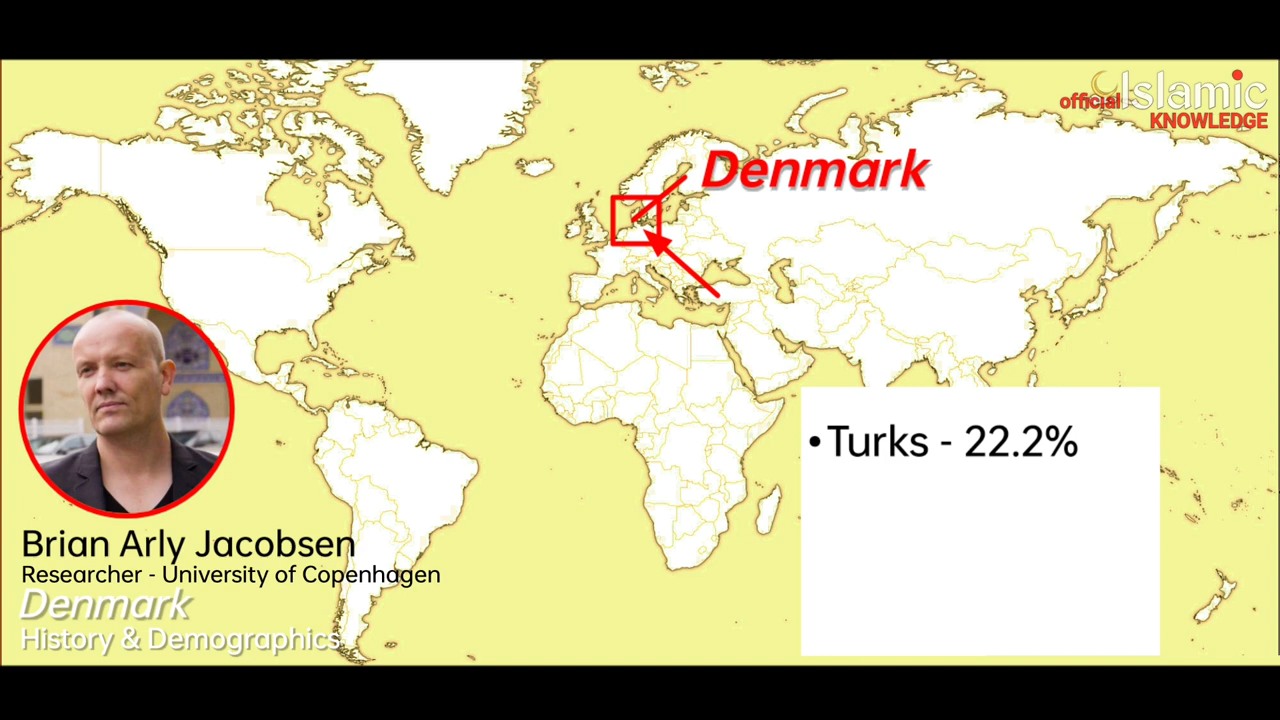 Islamic
official
KNOWLEDGE
Denmark
• Turks - 22.2%
Brian Arly Jacobsen
Researcher - University of Copenhagen
Denmark
History & Demographics